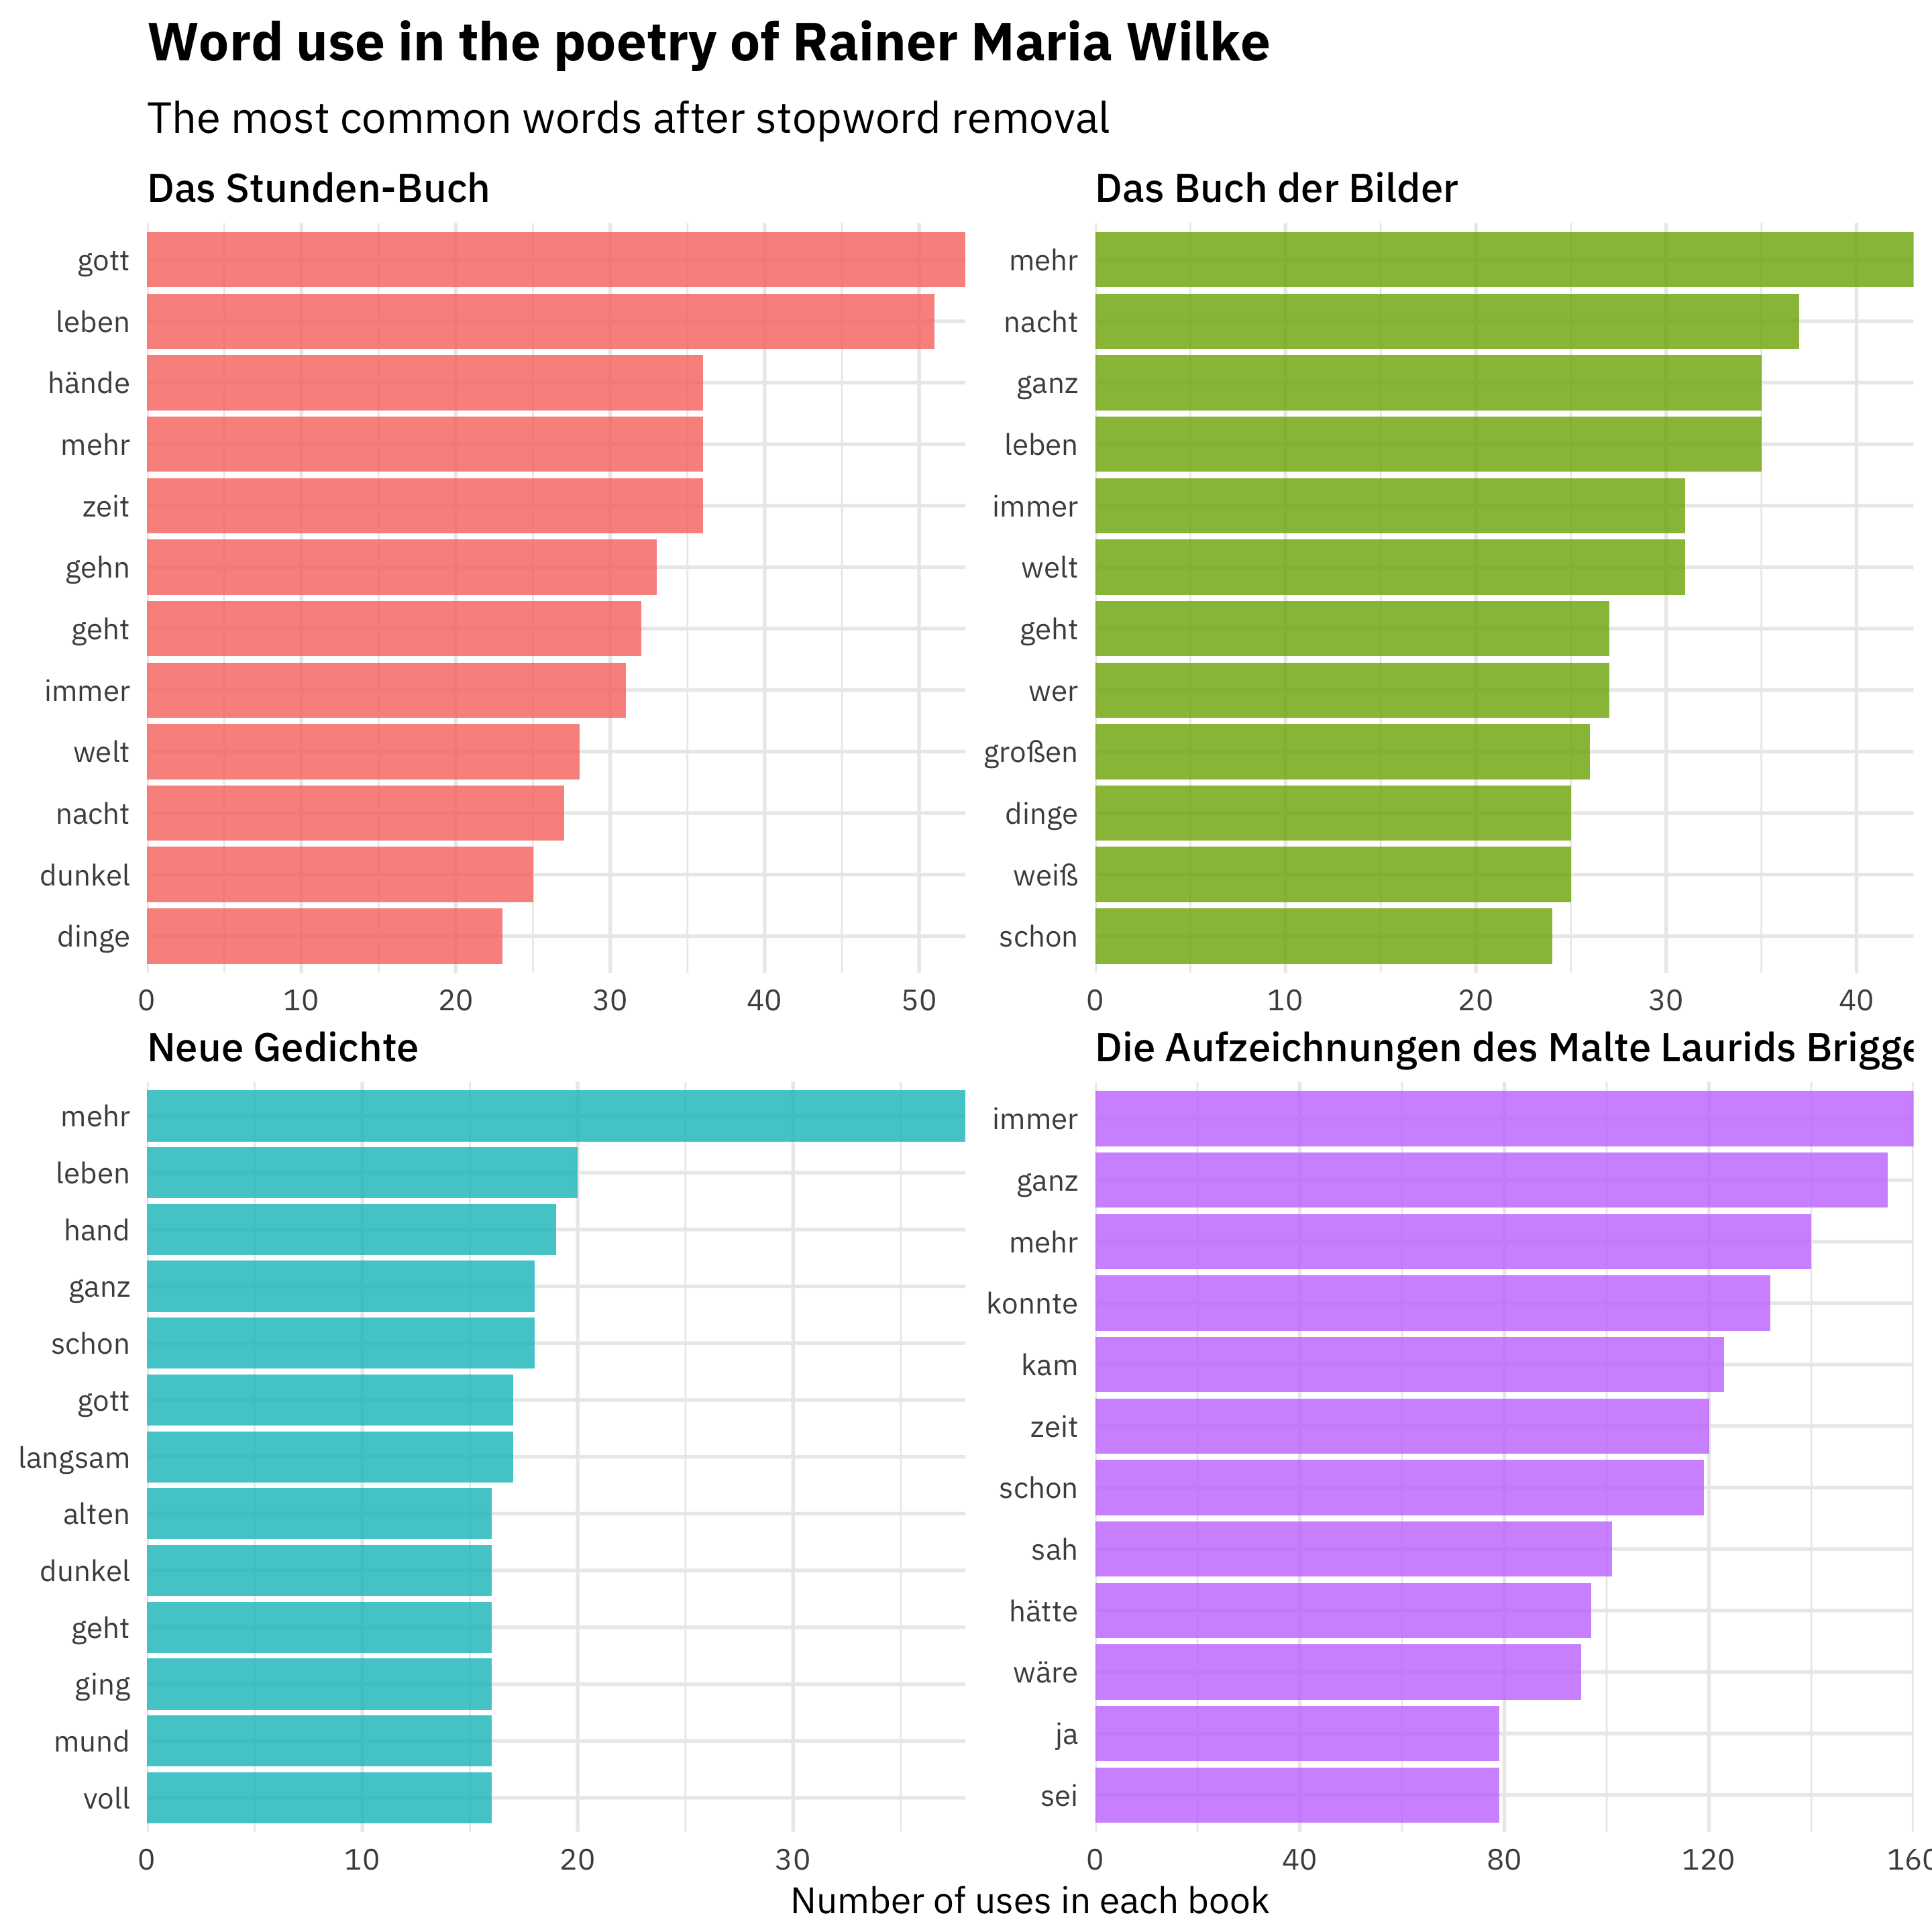 Word use in the poetry of Rainer Maria Wilke
The most common words after stopword removal
Das Stunden-Buch
gott
leben
hände
mehr
zeit
gehn
geht
immer
welt
nacht
dunkel
dinge
0 10 20 30 40 50
Das Buch der Bilder
mehr
nacht
ganz
leben
immer
welt
geht
wer
großen
dinge
weiß
schon
0 10 20 30 40
Neue Gedichte
mehr
leben
hand
ganz
schon
gott
langsam
alten
dunkel
geht
ging
mund
voll
0 10 20 30
Die Aufzeichnungen des Malte Laurids Brigge
immer
ganz
mehr
konnte
kam
zeit
schon
sah
hätte
wäre
ja
sei
0 40 80 120 160
Number of uses in each book